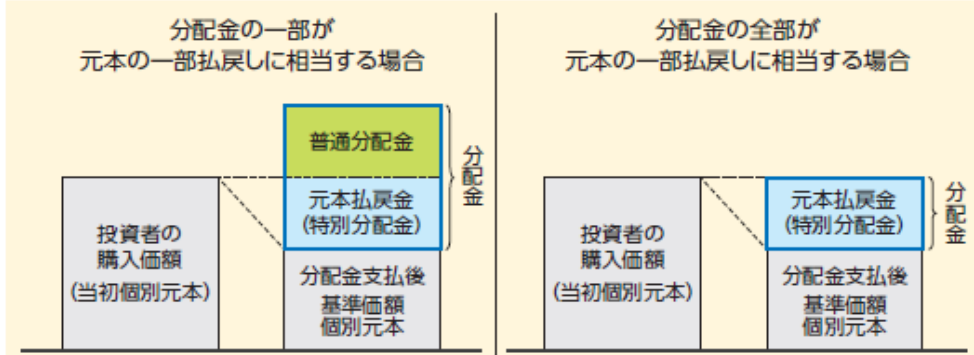 分配金の一部が
元本の一部払戻しに相当する場合
普通分配金
元本払戻金
(特別分配金)
分配金
投資者の
購入価額
(当初個別元本)
分配金支払後
基準価額
個別元本
分配金の全部が
元本の一部払戻しに相当する場合
元本払戻金
(特別分配金)
分配金
投資者の
購入価額
(当初個別元本)
分配金支払後
基準価額
個別元本